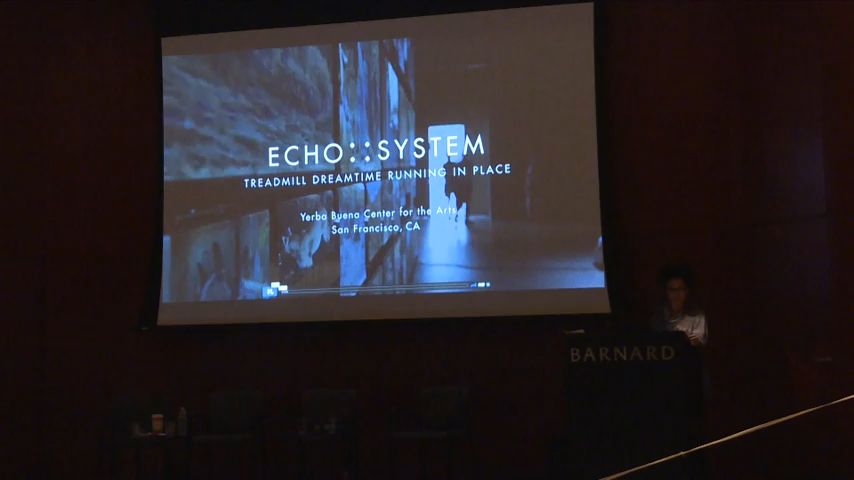 ECHO::SYSTEM
TREADMILL DREAMTIME RUNNING IN PLACE
Yerba Buena Center for the Arts
San Francisco, CA
BARNARD